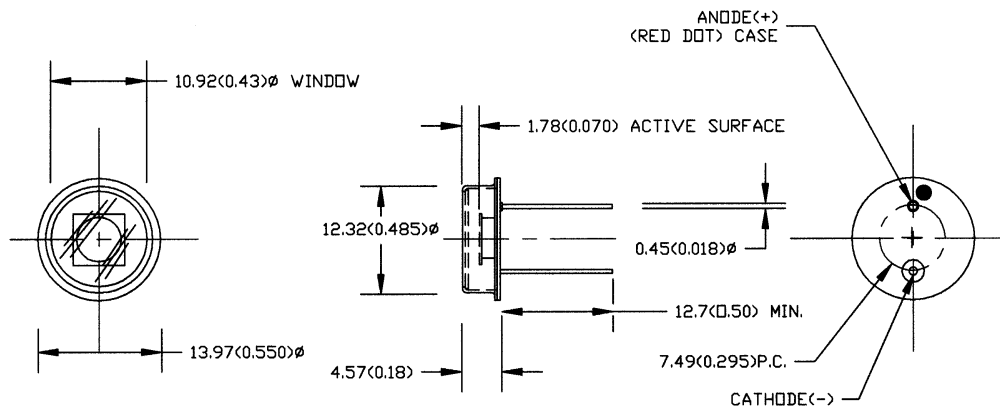 ANODE(+)
(RED DOT) CASE
10.92(0.43)ø WINDOW
1.78(0.070) ACTIVE SURFACE
12.32(0.485)ø
0.45(0.018)ø
12.7(0.50) MIN.
13.97(0.550)ø
4.57(0.18)
7.49(0.295)P.C.
CATHODE(-)